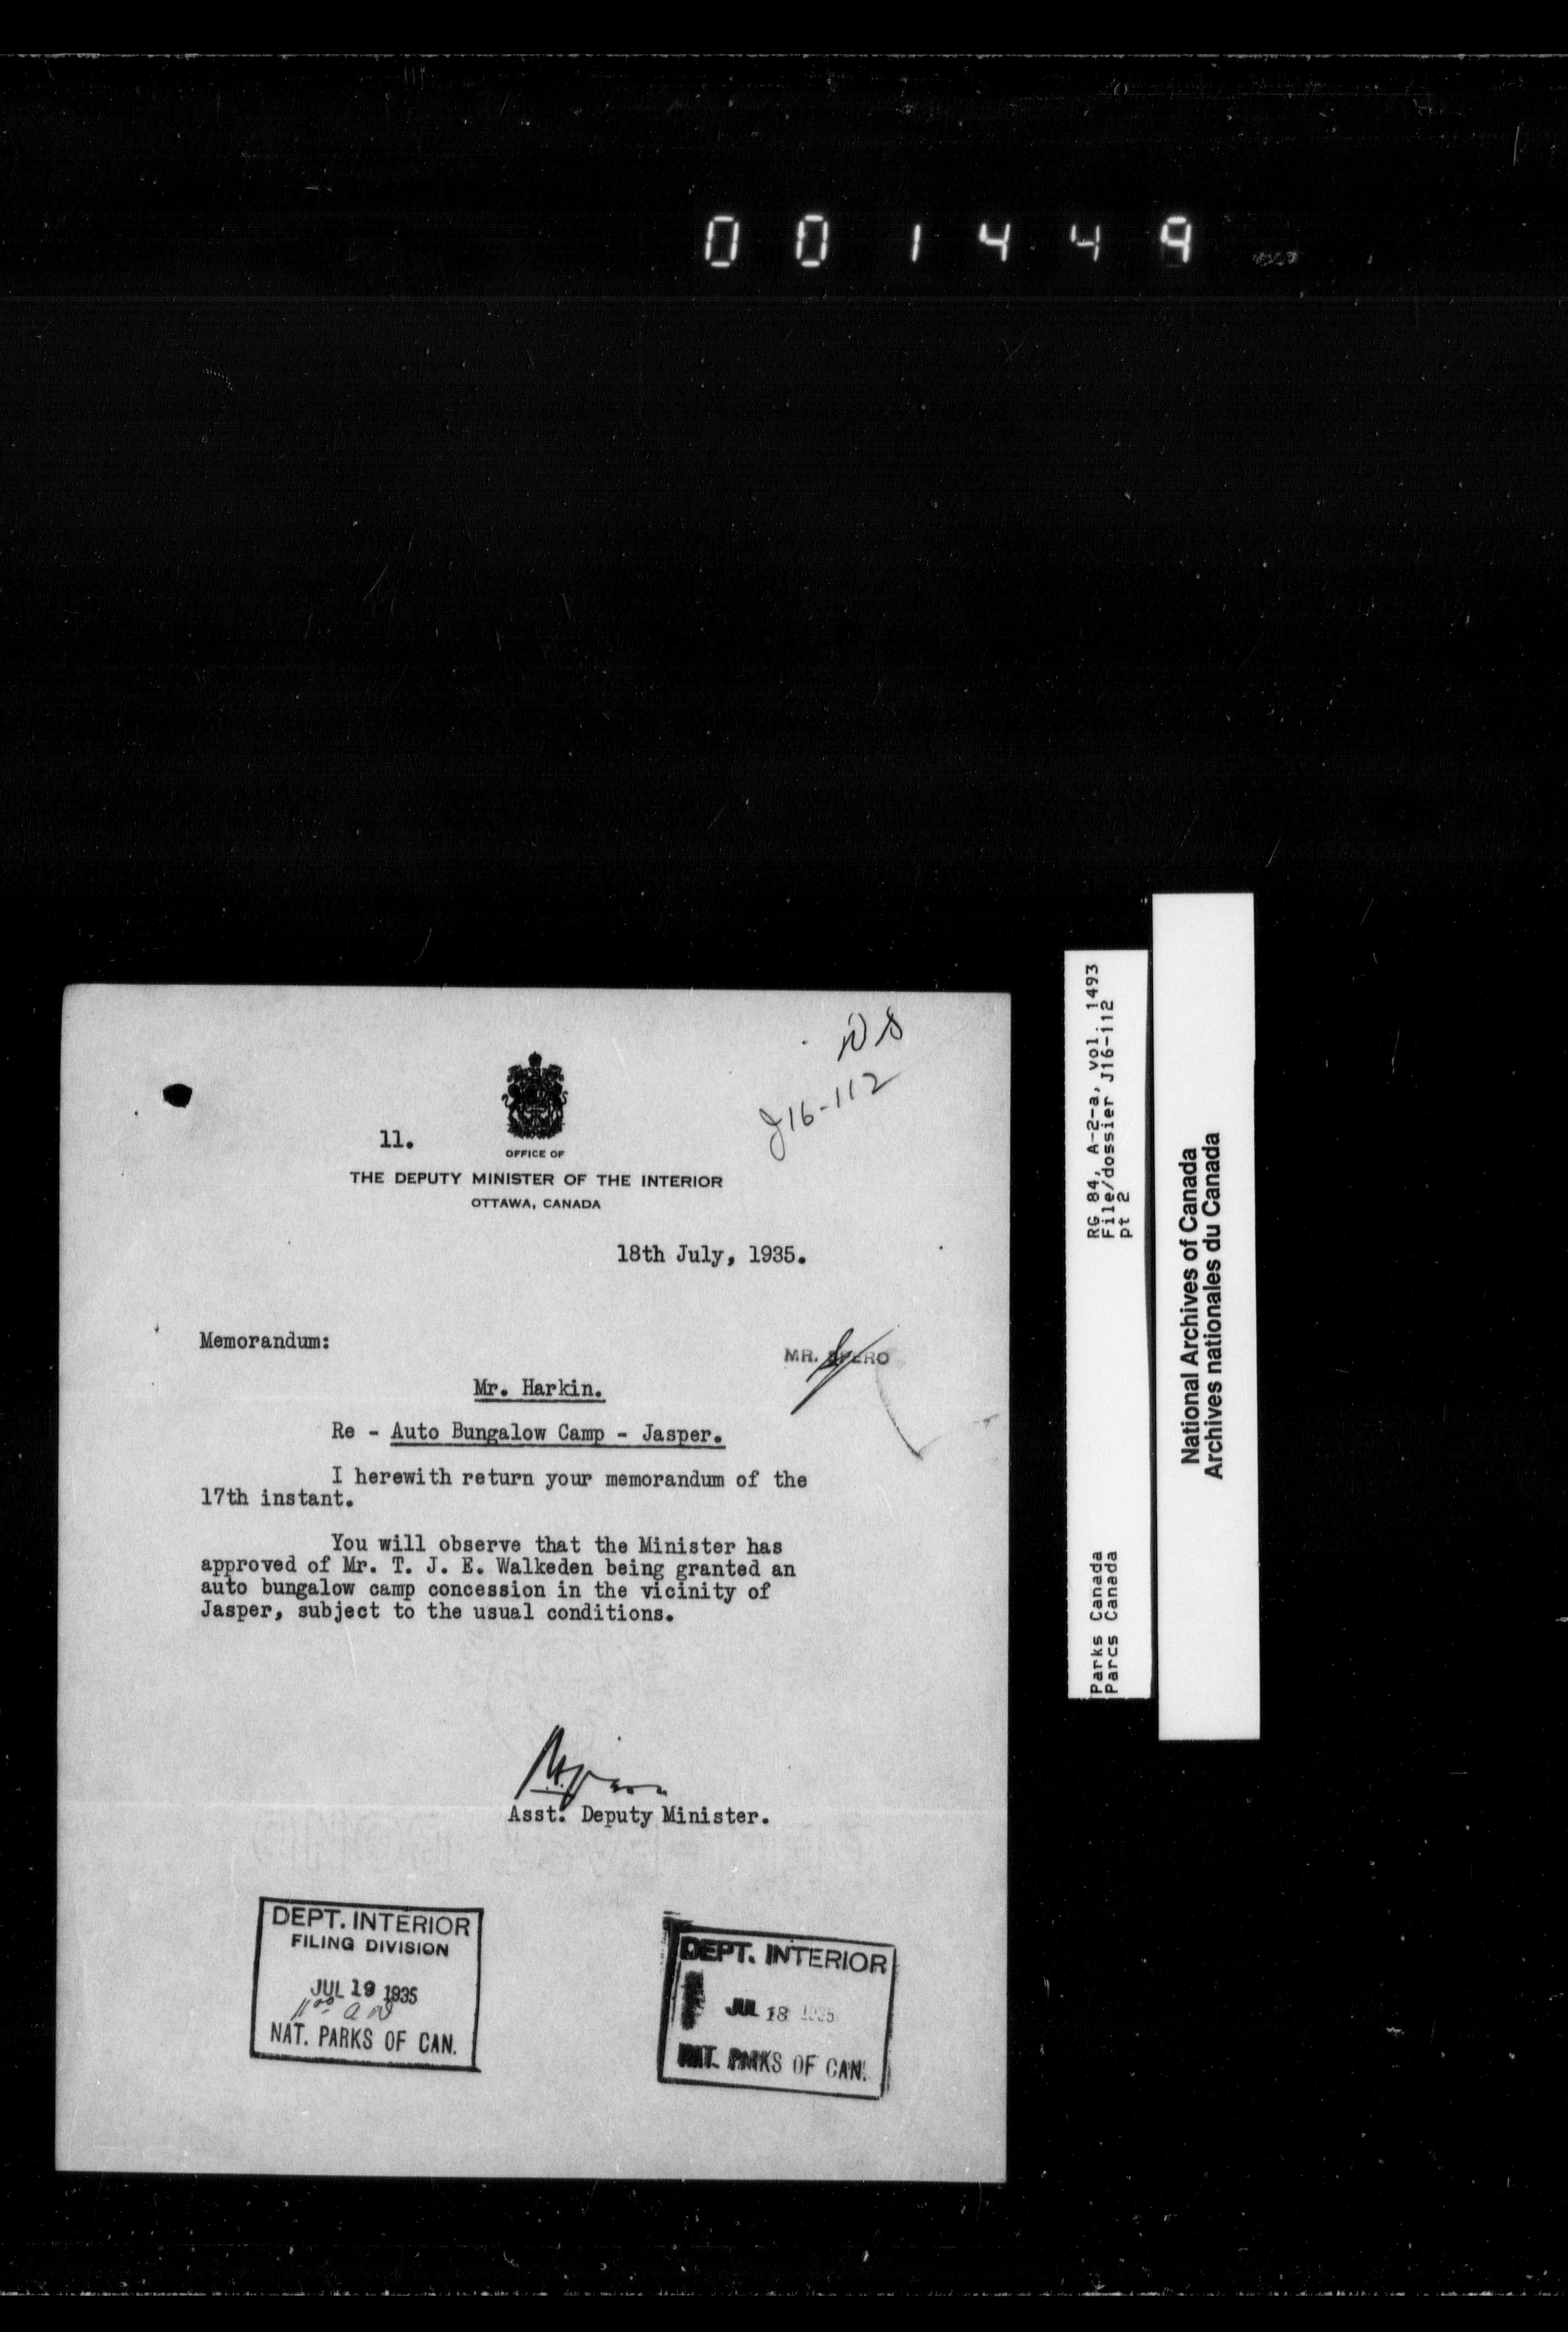 001449
J16-112
11.
OFFICE OF
THE DEPUTY MINISTER OF THE INTERIOR
OTTAWA, CANADA
18th July, 1935.
Memorandum:
MR. SPERO
Mr. Harkin.
Re - Auto Bungalow Camp - Jasper.
I herewith return your memorandum of the
17th instant.
You will observe that the Minister has
approved of Mr. T. J. E. Walkeden being granted an
auto bungalow camp concession in the vicinity of
Jasper, subject to the usual conditions.
Asst. Deputy Minister.
DEPT. INTERIOR
FILING DIVISION
JUL 19 1935
NAT. PARKS OF CAN.
DEPT. INTERIOR
JUL 18 1935
NAT. PARKS OF CAN.
RG 84, A-2-a, vol. 1493
File/dossier J16-112
pt 2
Parks Canada
Parcs Canada
National Archives of Canada
Archives nationales du Canada